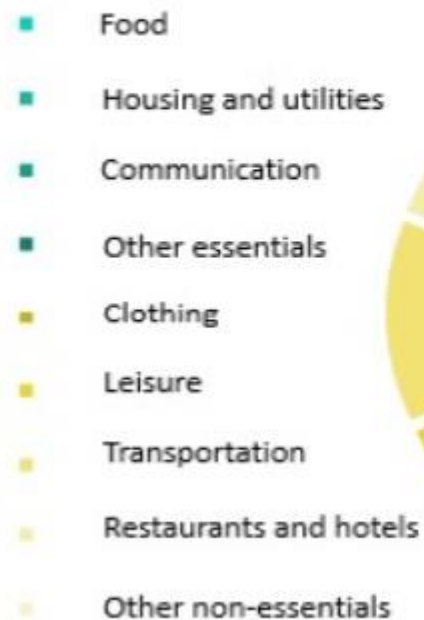 Food
Housing and utilities
Communication
Other essentials
Clothing
Leisure
Transportation
Restaurants and hotels
Other non-essentials